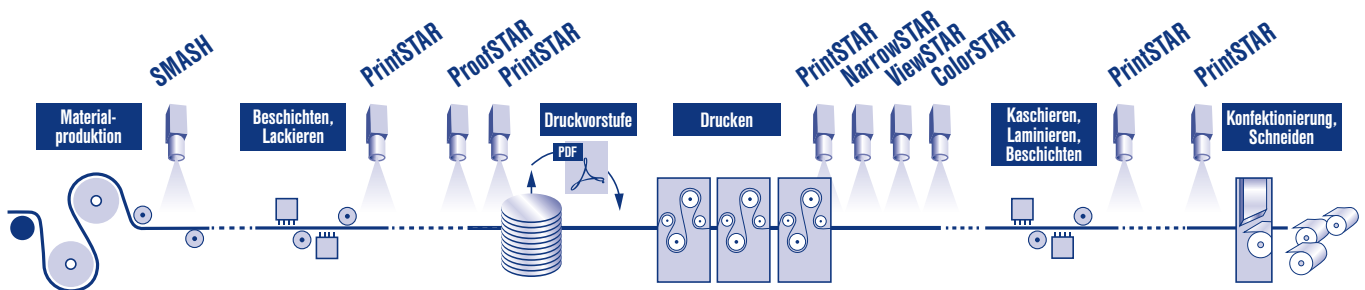 SMASH
PrintSTAR
ProofSTAR
PrintSTAR
PrintSTAR
NarrowSTAR
ViewSTAR
ColorSTAR
PrintSTAR
PrintSTAR
Material-
produktion
Beschichten,
Lackieren
Druckvorstufe
PDF
Drucken
Kaschieren,
Laminieren,
Beschichten
Konfektionierung,
Schneiden